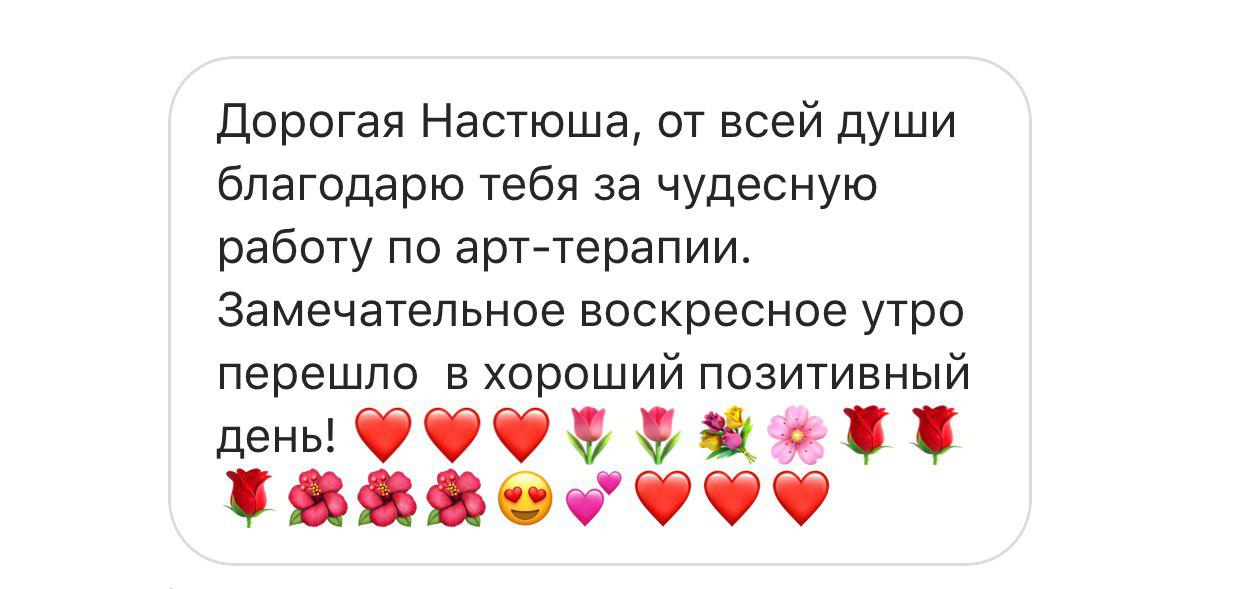 Дорогая Настюша, от всей души
благодарю тебя за чудесную
работу по арт-терапии.
Замечательное воскресное утро
перешло  в хороший позитивный
день! ❤️❤️❤️🌷🌷💐🌸🌹🌹
🌹🌺🌺🌺😍💕❤️❤️❤️